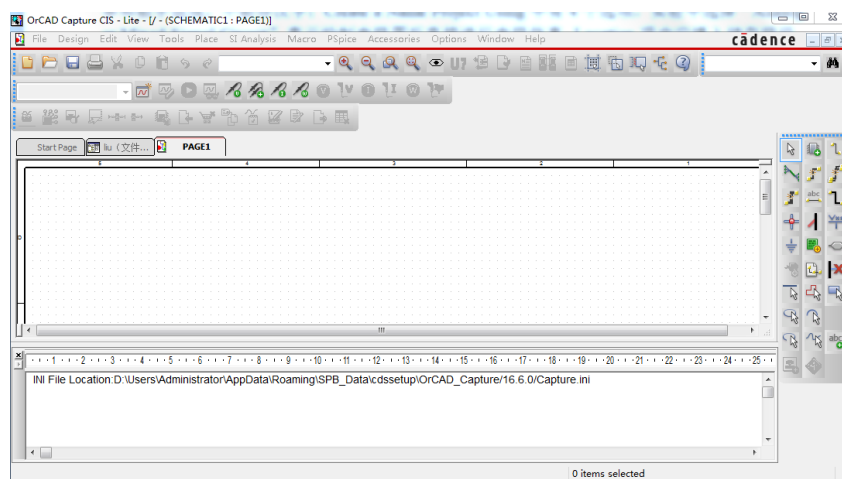 OrCAD Capture CIS - Lite - [/ - (SCHEMATIC1 : PAGE1)]
File Design Edit View Tools Place SI Analysis Macro PSpice Accessories Options Window Help
cādence
U?
Start Page liu（文件... PAGE1
5 4 3 2 1
D
1 2 3 4 5 6 7 8 9 10 11 12 13 14 15 16 17 18 19 20 21 22 23 24 25
INI File Location:D:\Users\Administrator\AppData\Roaming\SPB_Data\cdssetup\OrCAD_Capture/16.6.0/Capture.ini
0 items selected